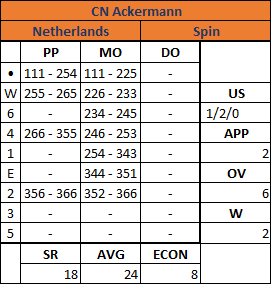 CN Ackermann
Netherlands Spin
PP MO DO
• 111 - 254 111 - 225 -
W 255 - 265 226 - 233 - US
6 - 234 - 245 - 1/2/0
4 266 - 355 246 - 253 - APP
1 - 254 - 343 - 2
E - 344 - 351 - OV
2 356 - 366 352 - 366 - 6
3 - - - W
5 - - - 2
SR AVG ECON
18 24 8